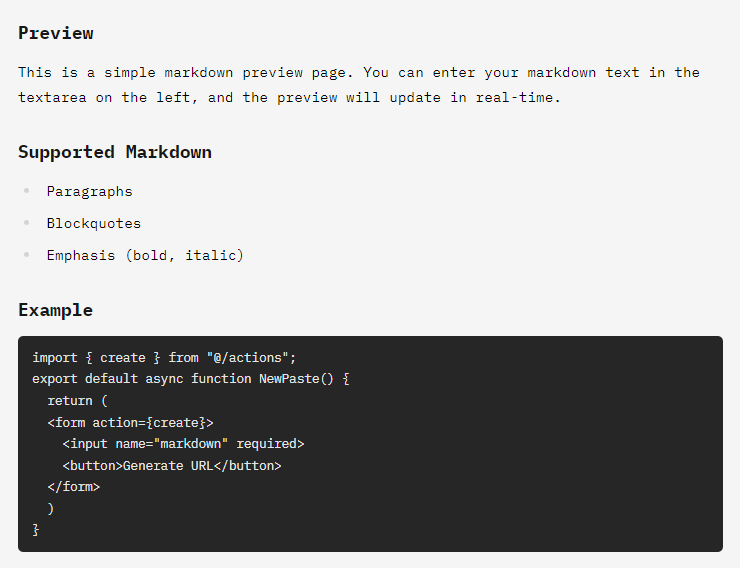 Preview
This is a simple markdown preview page. You can enter your markdown text in the
textarea on the left, and the preview will update in real-time.
Supported Markdown
Paragraphs
Blockquotes
Emphasis (bold, italic)
Example
import { create } from "@/actions";
export default async function NewPaste() {
  return (
  <form action={create}>
    <input name="markdown" required>
    <button>Generate URL</button>
  </form>
  )
}